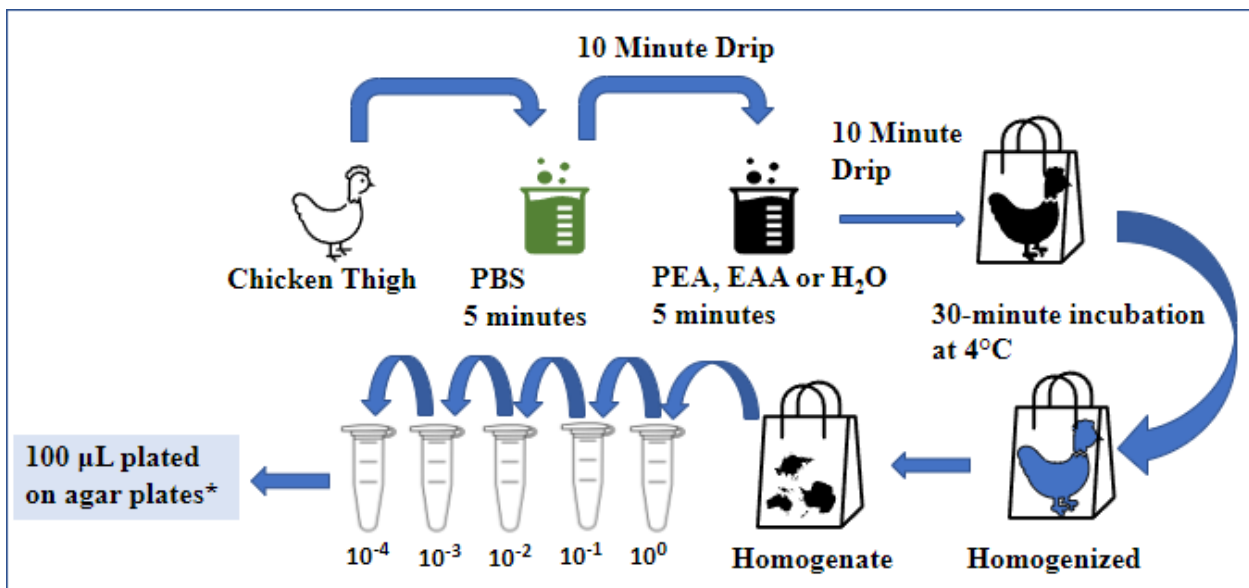 10 Minute Drip
10 Minute
Drip
Chicken Thigh
PBS
5 minutes
PEA, EAA or H₂O
5 minutes
30-minute incubation
at 4°C
100 µL plated
on agar plates*
10⁻⁴
10⁻³
10⁻²
10⁻¹
10⁰
Homogenate
Homogenized